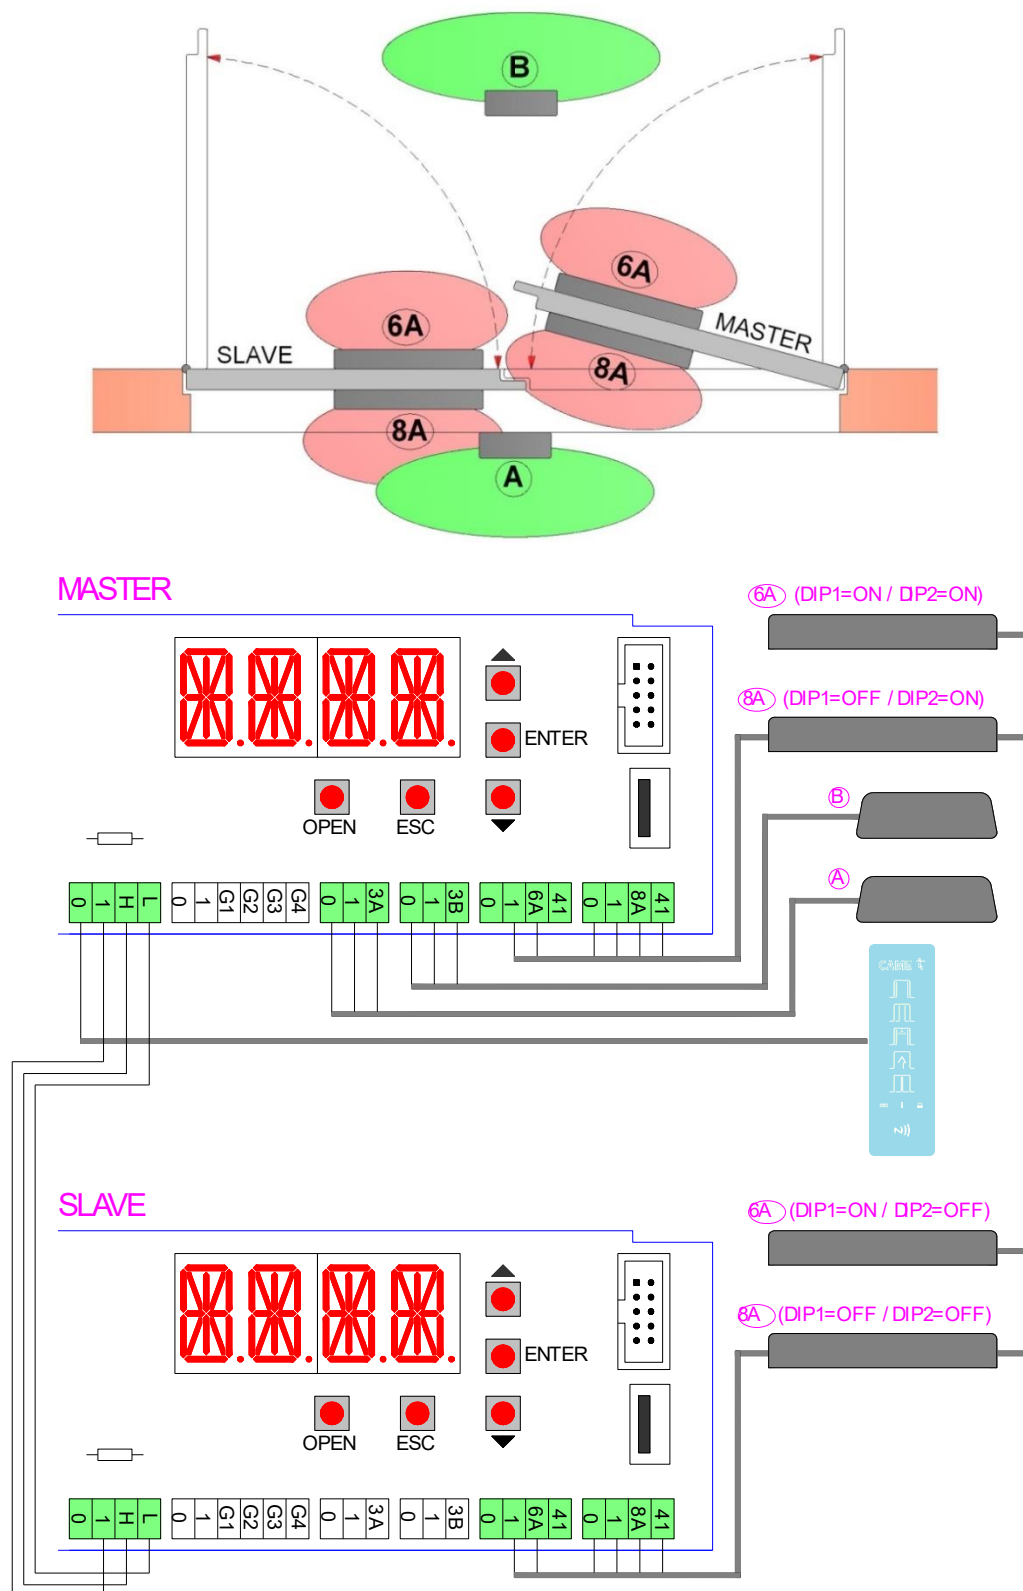 B
6A
MASTER
6A
SLAVE
8A
8A
A
MASTER
6A (DIP1=ON / DIP2=ON)
8A (DIP1=OFF / DIP2=ON)
ENTER
B
OPEN ESC
A
0 1 H L 0 1 G1 G2 G3 G4 0 1 3A 0 1 3B 0 1 6A 41 0 1 8A 41
CAME
SLAVE
6A (DIP1=ON / DIP2=OFF)
8A (DIP1=OFF / DIP2=OFF)
ENTER
OPEN ESC
0 1 H L 0 1 G1 G2 G3 G4 0 1 3A 0 1 3B 0 1 6A 41 0 1 8A 41